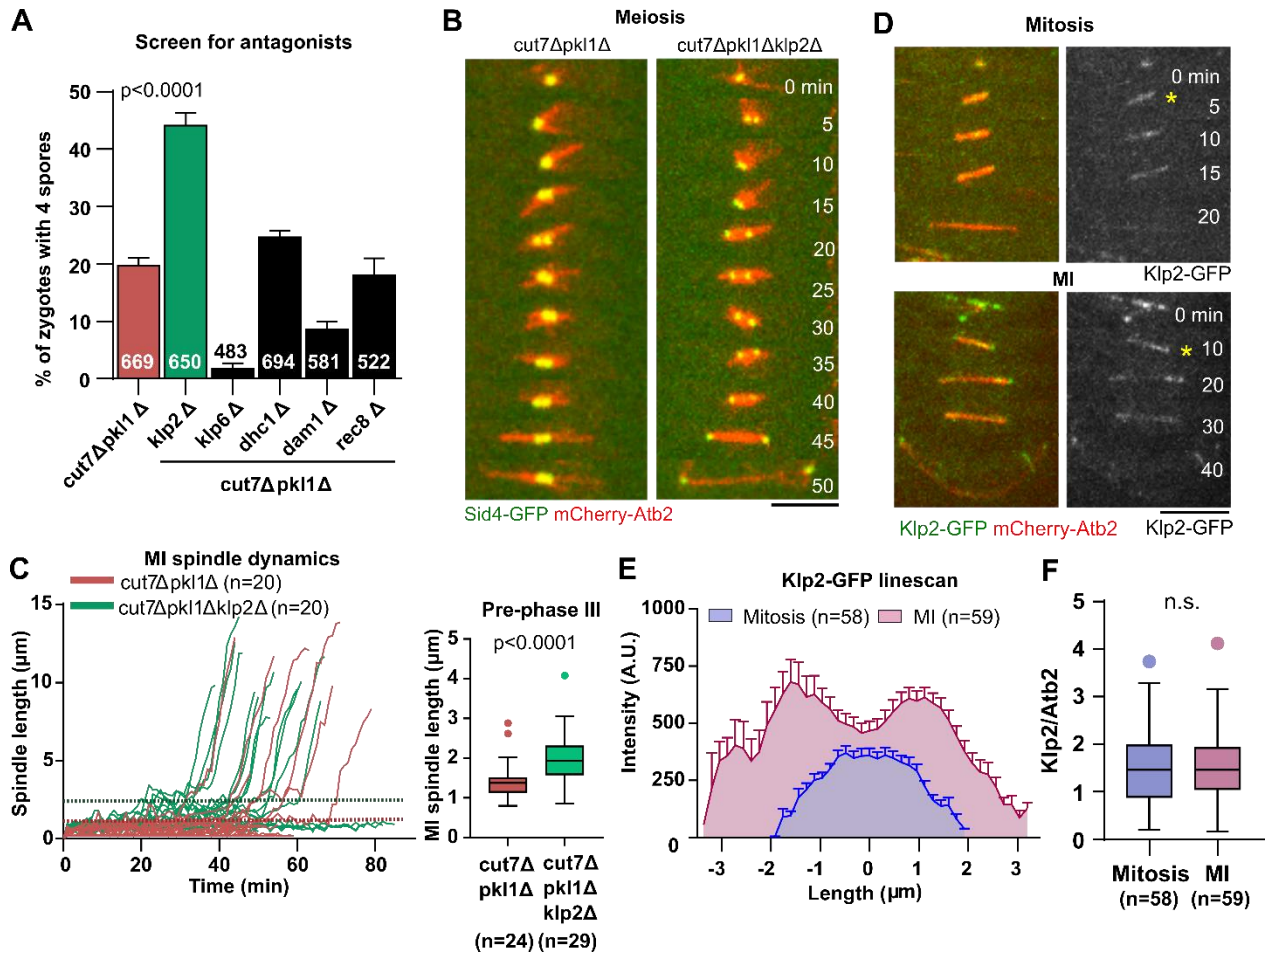 A
Screen for antagonists
p<0.0001
% of zygotes with 4 spores
50
40
30
20
10
0
669
650
483
694
581
522
cut7Δpkl1Δ
klp2Δ
klp6Δ
dhc1Δ
dam1Δ
rec8Δ
cut7Δpkl1Δ
B
Meiosis
cut7Δpkl1Δ
cut7Δpkl1Δklp2Δ
0 min
5
10
15
20
25
30
35
40
45
50
Sid4-GFP mCherry-Atb2
D
Mitosis
0 min
*
5
10
15
20
Klp2-GFP
MI
0 min
10
*
20
30
40
Klp2-GFP mCherry-Atb2
Klp2-GFP
C
MI spindle dynamics
cut7Δpkl1Δ (n=20)
cut7Δpkl1Δklp2Δ (n=20)
Spindle length (µm)
15
10
5
0
0
20
40
60
80
Time (min)
Pre-phase III
p<0.0001
MI spindle length (µm)
5
4
3
2
1
0
cut7Δ
pkl1Δ
(n=24)
cut7Δ
pkl1Δ
klp2Δ
(n=29)
E
Klp2-GFP linescan
Mitosis (n=58)
MI (n=59)
Intensity (A.U.)
1000
750
500
250
0
-3
-2
-1
0
1
2
3
Length (µm)
F
n.s.
Klp2/Atb2
5
4
3
2
1
0
Mitosis
(n=58)
MI
(n=59)